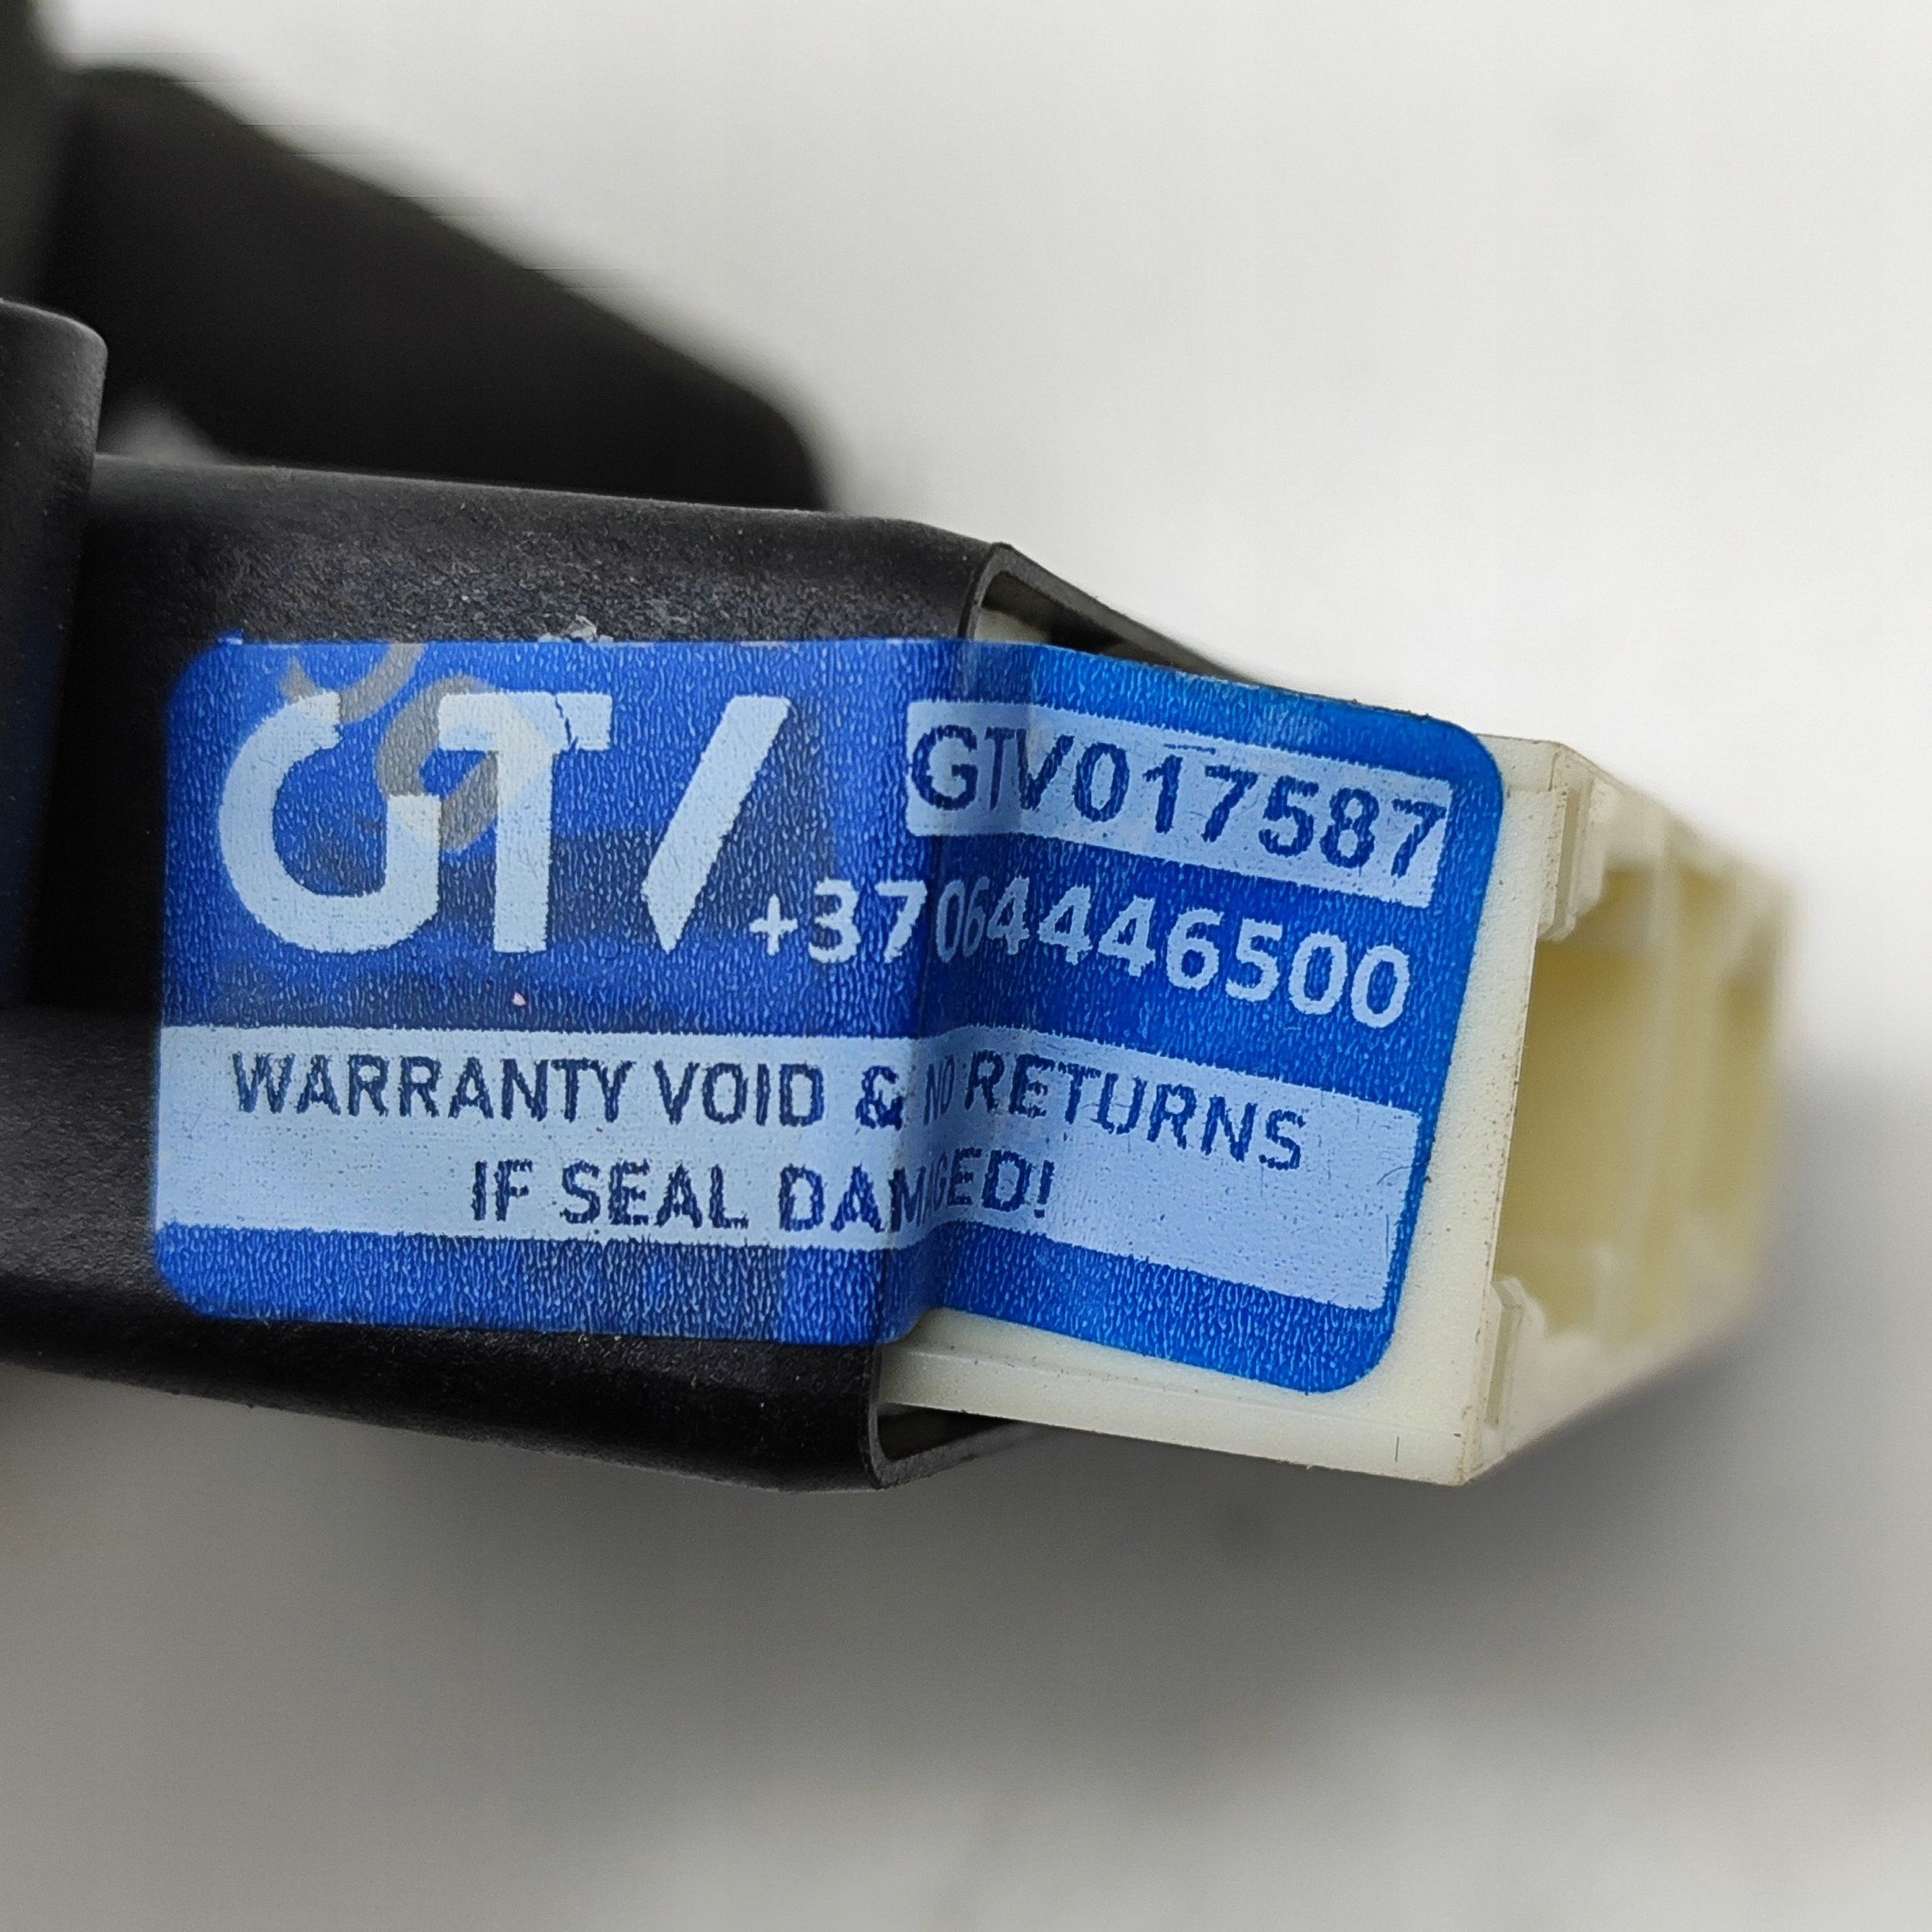 GTV
GTV017587
+37064446500
WARRANTY VOID & NO RETURNS
IF SEAL DAMAGED!